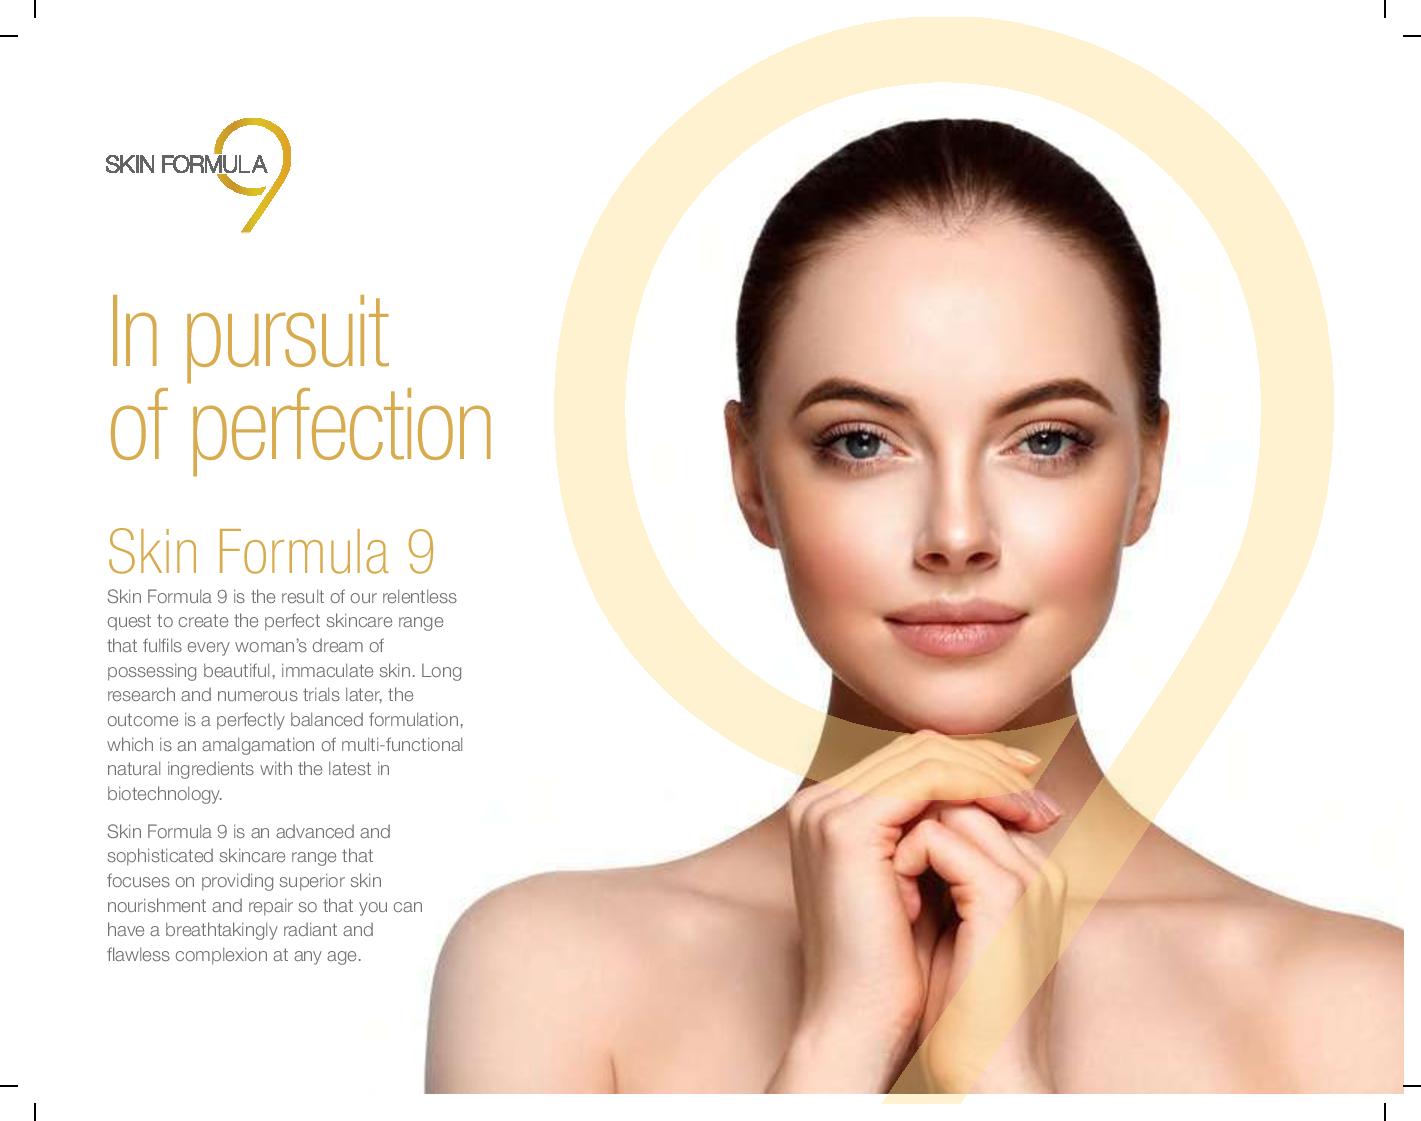 SKIN FORMULA 9
In pursuit
of perfection
Skin Formula 9
Skin Formula 9 is the result of our relentless
quest to create the perfect skincare range
that fulfils every woman's dream of
possessing beautiful, immaculate skin. Long
research and numerous trials later, the
outcome is a perfectly balanced formulation,
which is an amalgamation of multi-functional
natural ingredients with the latest in
biotechnology.
Skin Formula 9 is an advanced and
sophisticated skincare range that
focuses on providing superior skin
nourishment and repair so that you can
have a breathtakingly radiant and
flawless complexion at any age.